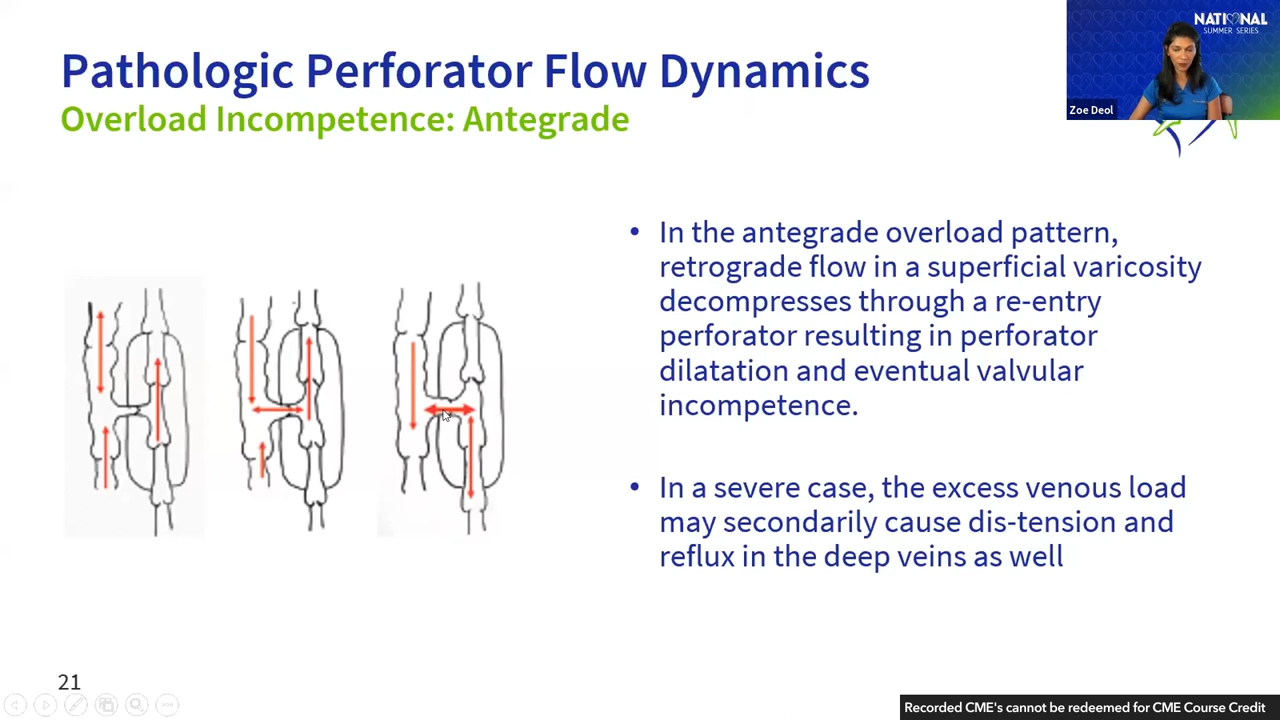 Pathologic Perforator Flow Dynamics
Overload Incompetence: Antegrade
NATIONAL
SUMMER SERIES
Zoe Deol
• In the antegrade overload pattern,
retrograde flow in a superficial varicosity
decompresses through a re-entry
perforator resulting in perforator
dilatation and eventual valvular
incompetence.
• In a severe case, the excess venous load
may secondarily cause dis-tension and
reflux in the deep veins as well
21
Recorded CME's cannot be redeemed for CME Course Credit